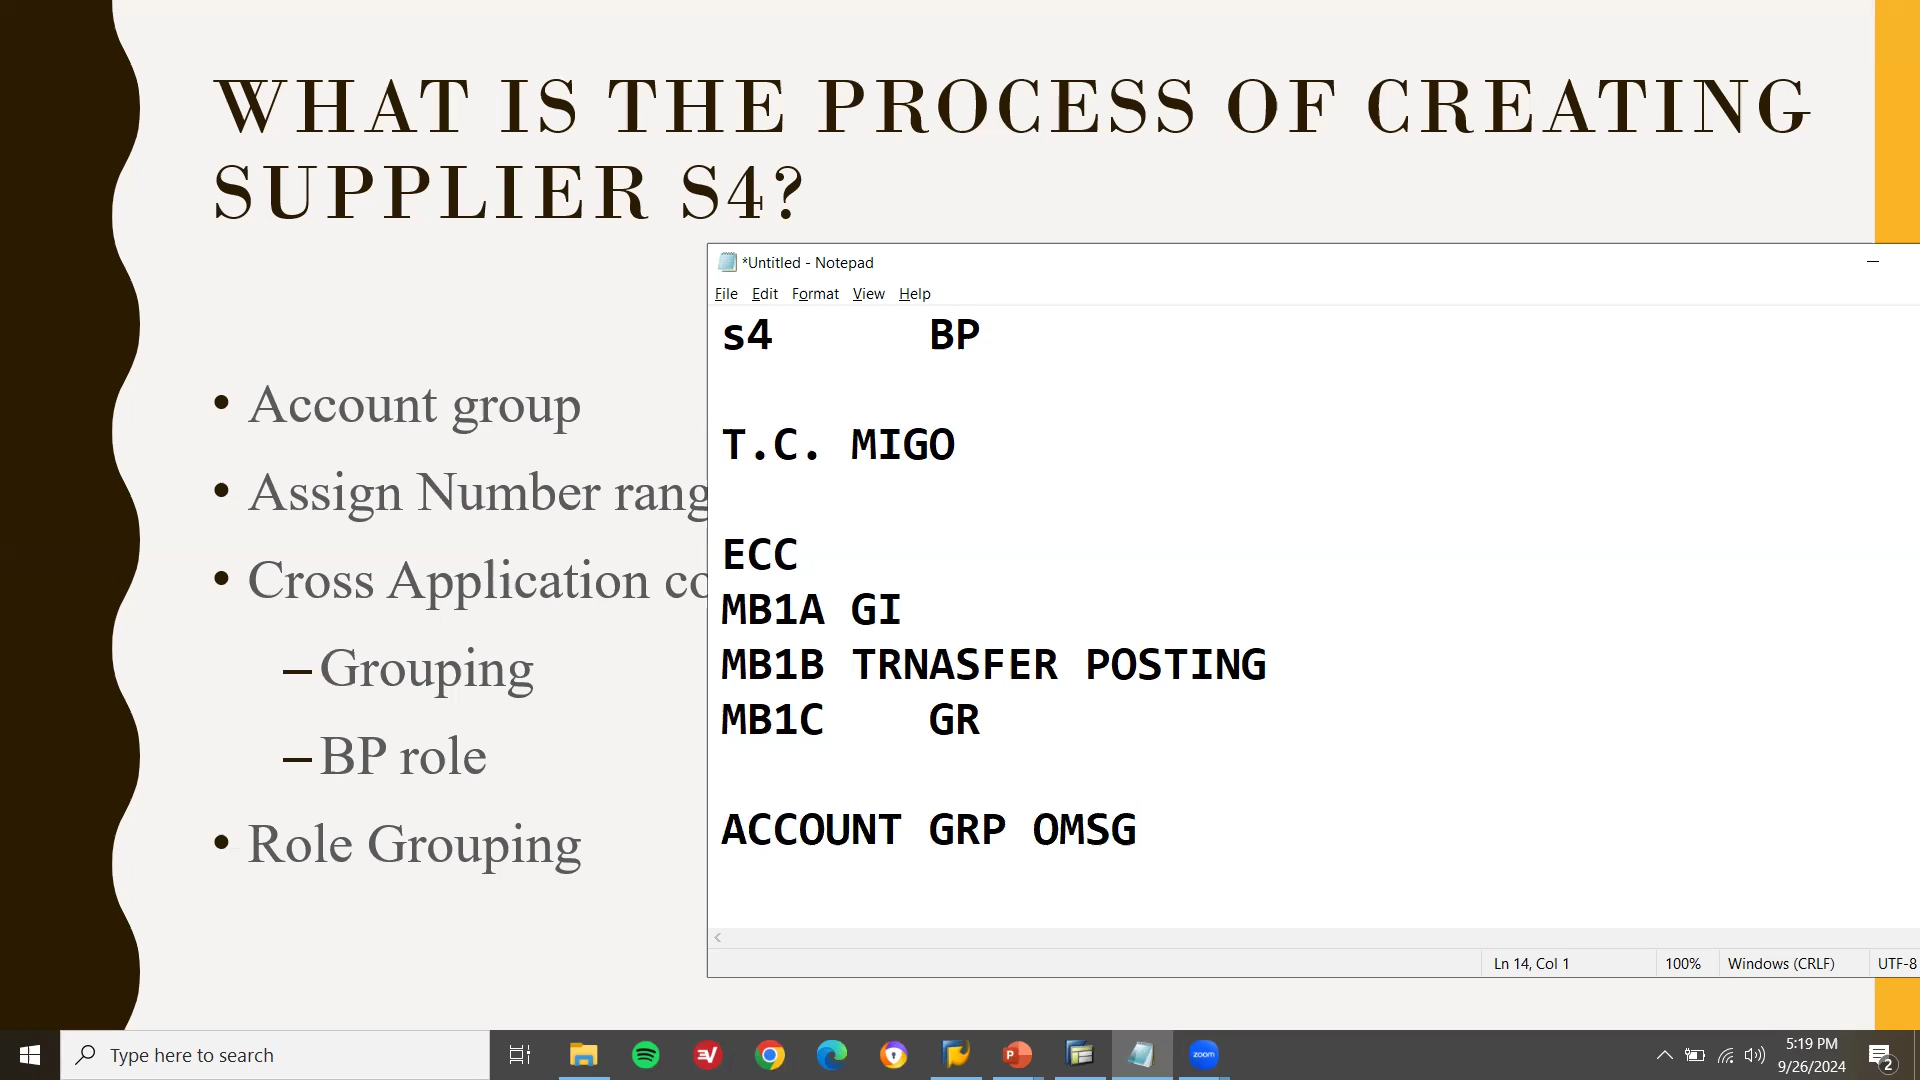 WHAT IS THE PROCESS OF CREATING
SUPPLIER S4?
• Account group
• Assign Number rang
• Cross Application co
– Grouping
– BP role
• Role Grouping
*Untitled - Notepad
File Edit Format View Help
s4 BP
T.C. MIGO
ECC
MB1A GI
MB1B TRNASFER POSTING
MB1C GR
ACCOUNT GRP OMSG
Ln 14, Col 1 100% Windows (CRLF) UTF-8
Type here to search
zoom
5:19 PM
9/26/2024
2